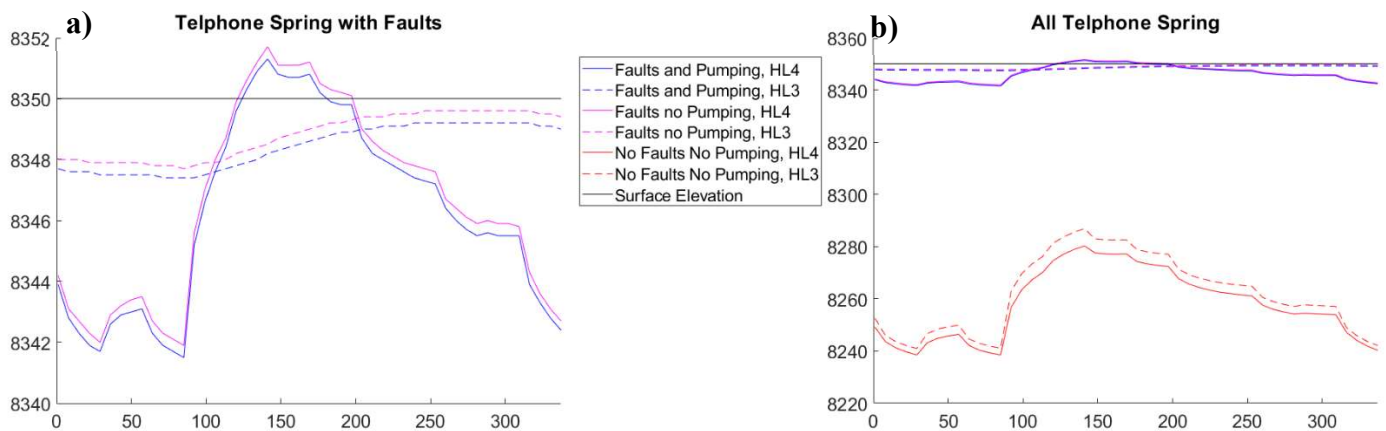 a)
Telphone Spring with Faults
8352
8350
8348
8346
8344
8342
8340
0 50 100 150 200 250 300
Faults and Pumping, HL4
Faults and Pumping, HL3
Faults no Pumping, HL4
Faults no Pumping, HL3
No Faults No Pumping, HL4
No Faults No Pumping, HL3
Surface Elevation
b)
All Telphone Spring
8360
8340
8320
8300
8280
8260
8240
8220
0 50 100 150 200 250 300